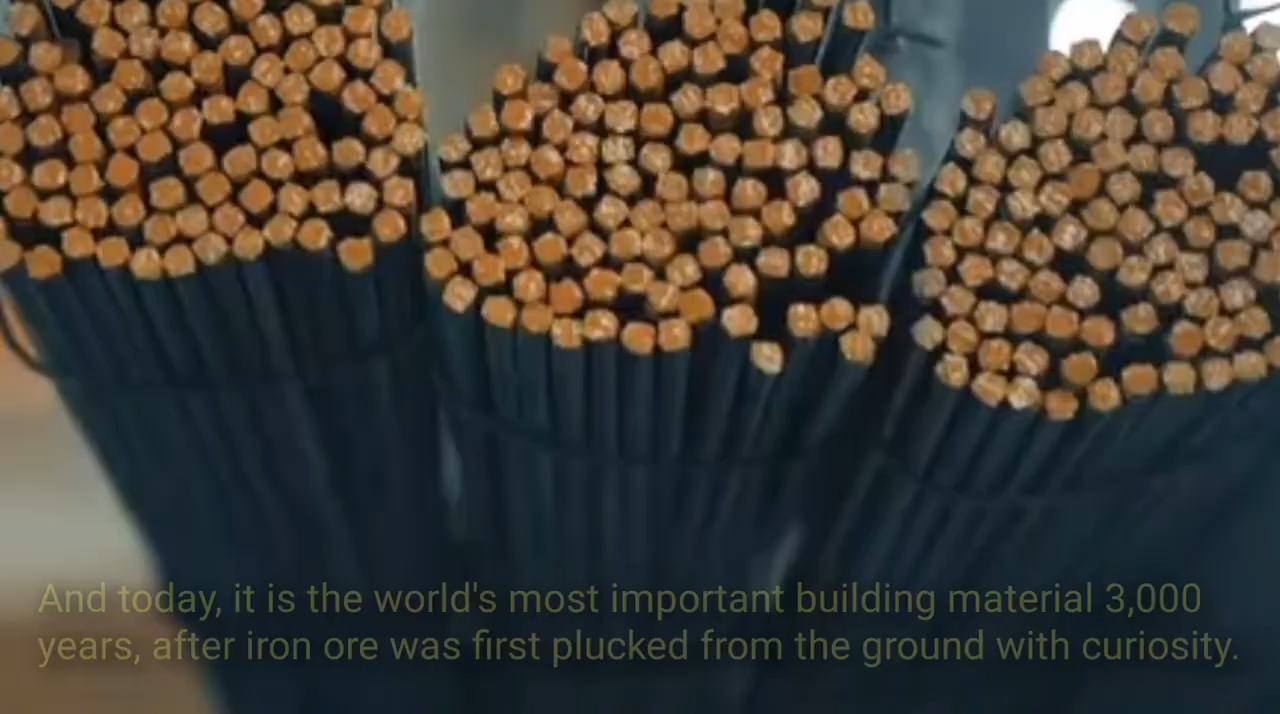 And today, it is the world's most important building material 3,000
years, after iron ore was first plucked from the ground with curiosity.